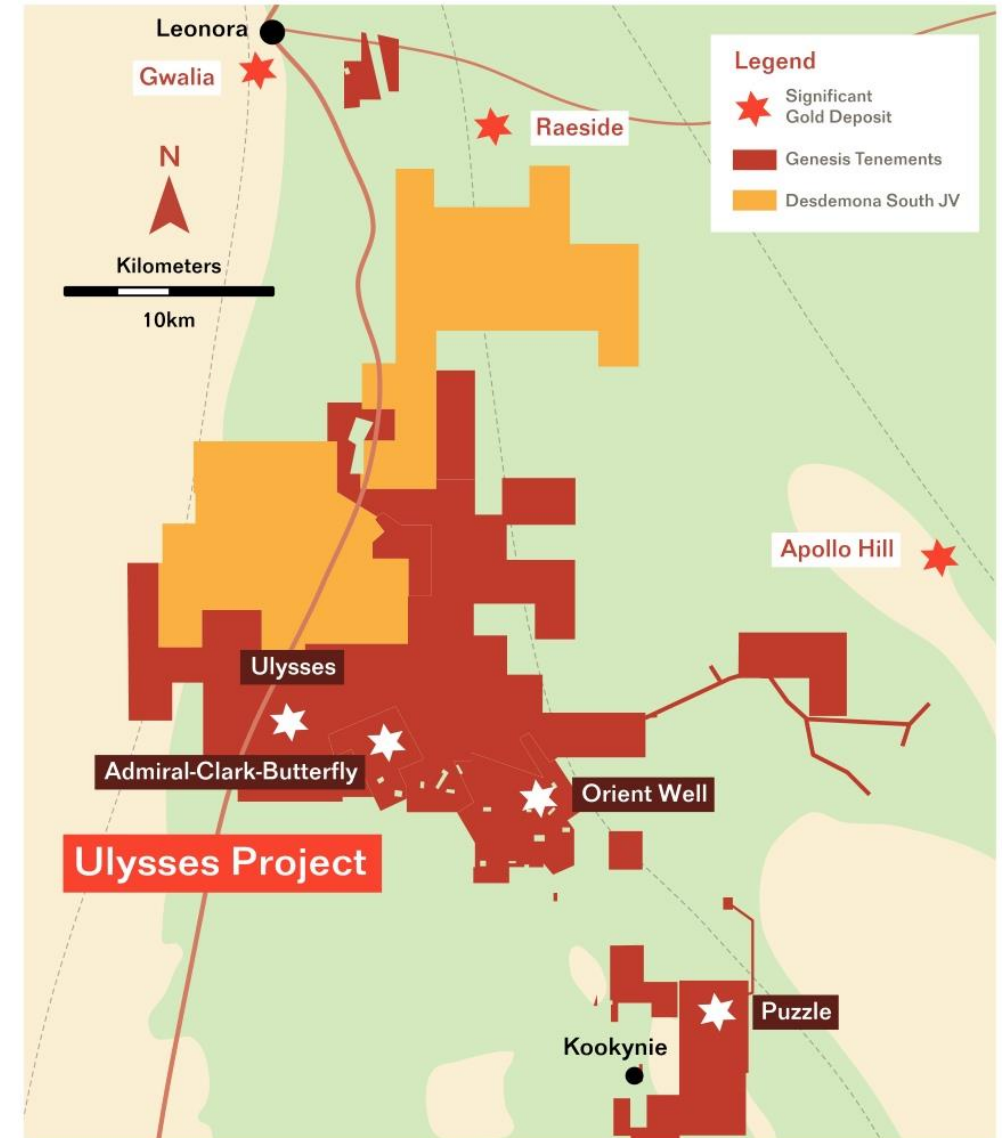 Leonora
Gwalia
Raeside
Legend
Significant
Gold Deposit
Genesis Tenements
Desdemona South JV
N
Kilometers
10km
Apollo Hill
Ulysses
Admiral-Clark-Butterfly
Orient Well
Ulysses Project
Puzzle
Kookynie